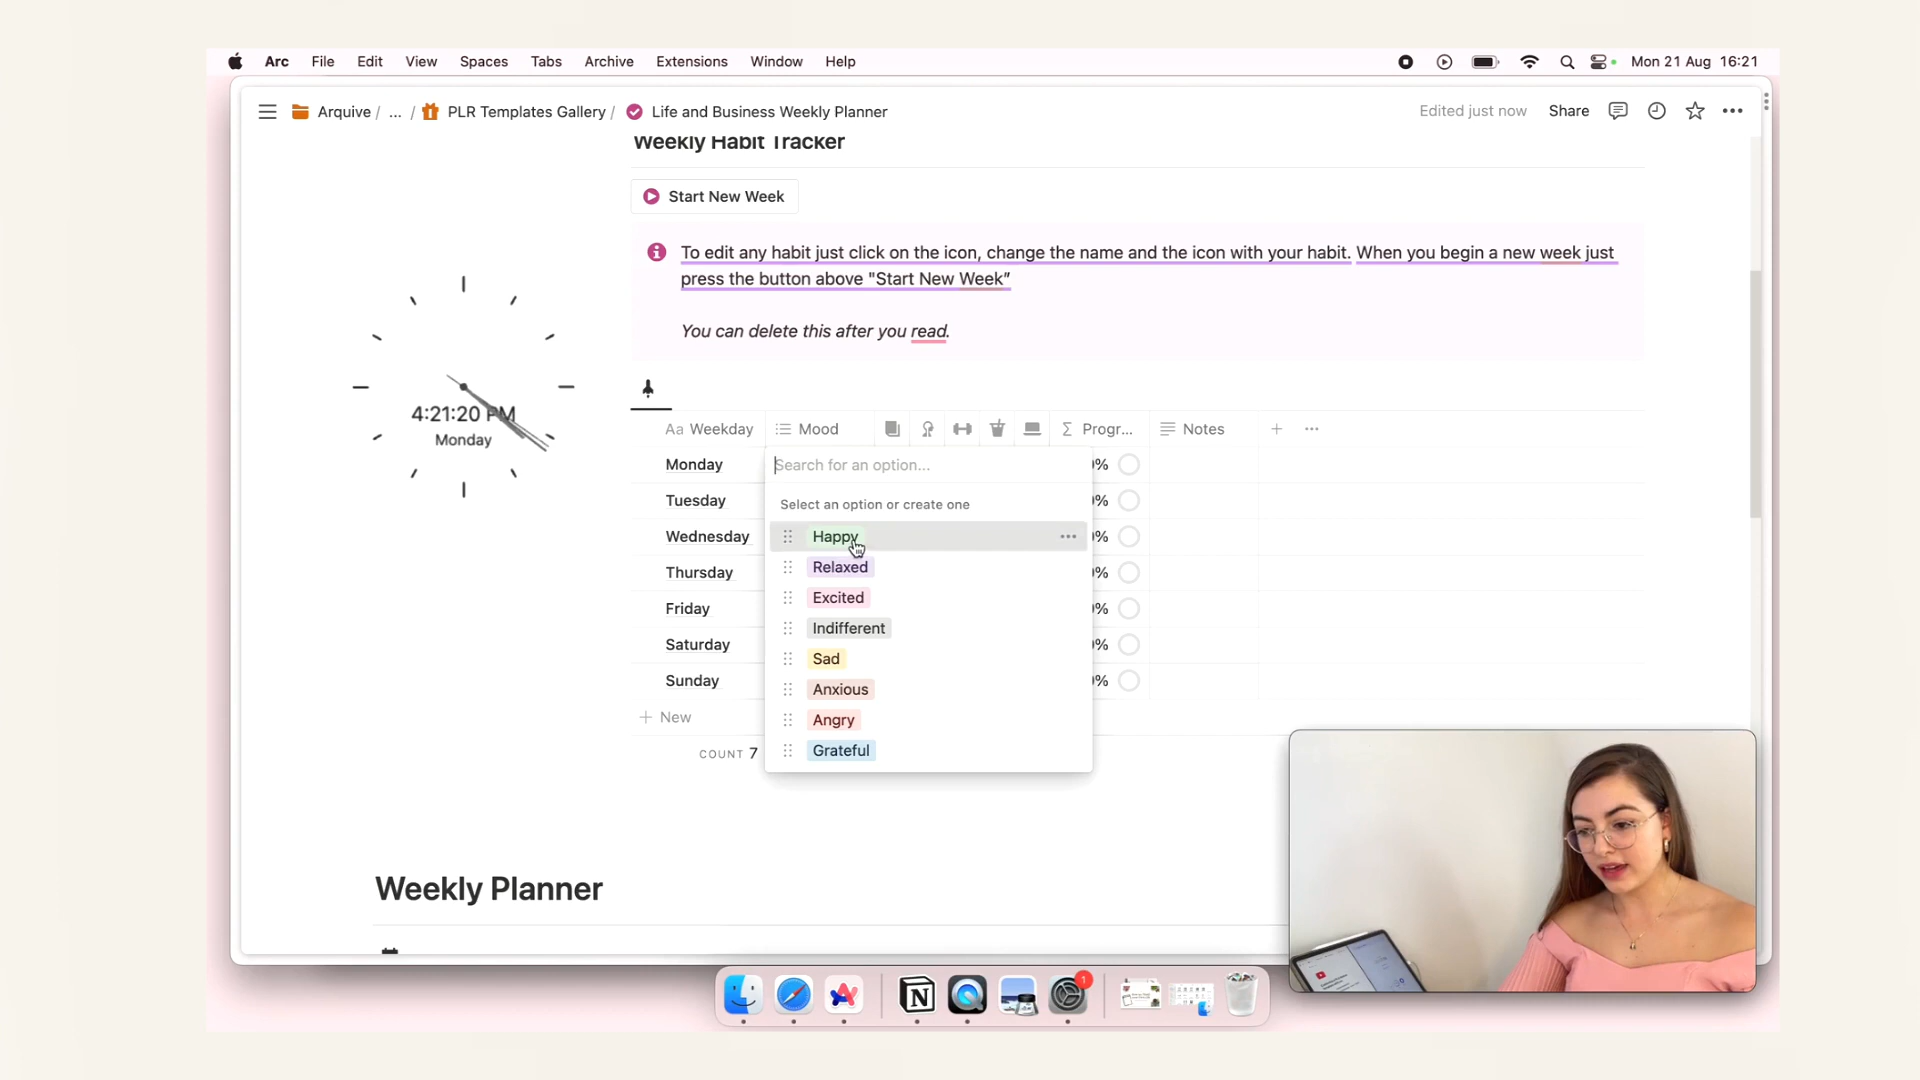 Arc File Edit View Spaces Tabs Archive Extensions Window Help Mon 21 Aug 16:21
Arquive / ... / PLR Templates Gallery / Life and Business Weekly Planner Edited just now Share
Weekly Habit Tracker
Start New Week
To edit any habit just click on the icon, change the name and the icon with your habit. When you begin a new week just
press the button above "Start New Week"
You can delete this after you read.
4:21:20 PM
Monday
Aa Weekday Mood Σ Progr... Notes
Monday
Tuesday
Wednesday
Thursday
Friday
Saturday
Sunday
Search for an option...
Select an option or create one
Happy
Relaxed
Excited
Indifferent
Sad
Anxious
Angry
Grateful
+ New
COUNT 7
Weekly Planner
1